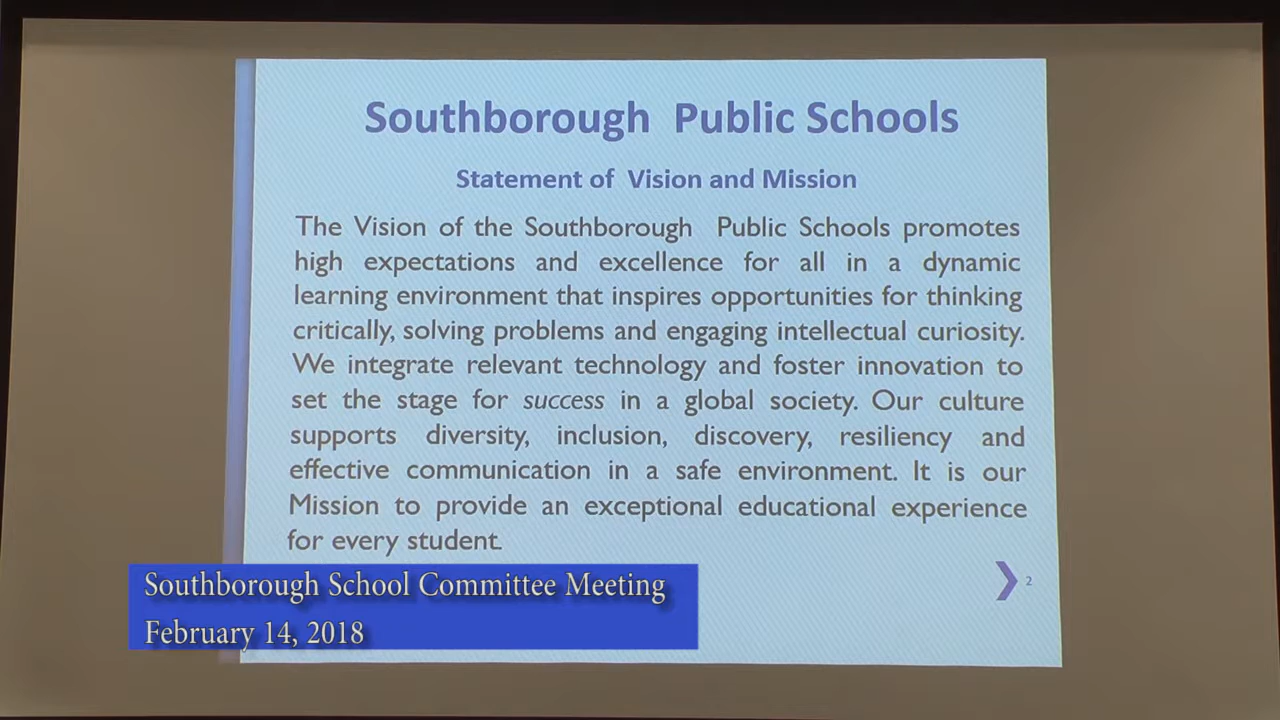 Southborough Public Schools
Statement of Vision and Mission
The Vision of the Southborough Public Schools promotes
high expectations and excellence for all in a dynamic
learning environment that inspires opportunities for thinking
critically, solving problems and engaging intellectual curiosity.
We integrate relevant technology and foster innovation to
set the stage for success in a global society. Our culture
supports diversity, inclusion, discovery, resiliency and
effective communication in a safe environment. It is our
Mission to provide an exceptional educational experience
for every student.
2
Southborough School Committee Meeting
February 14, 2018